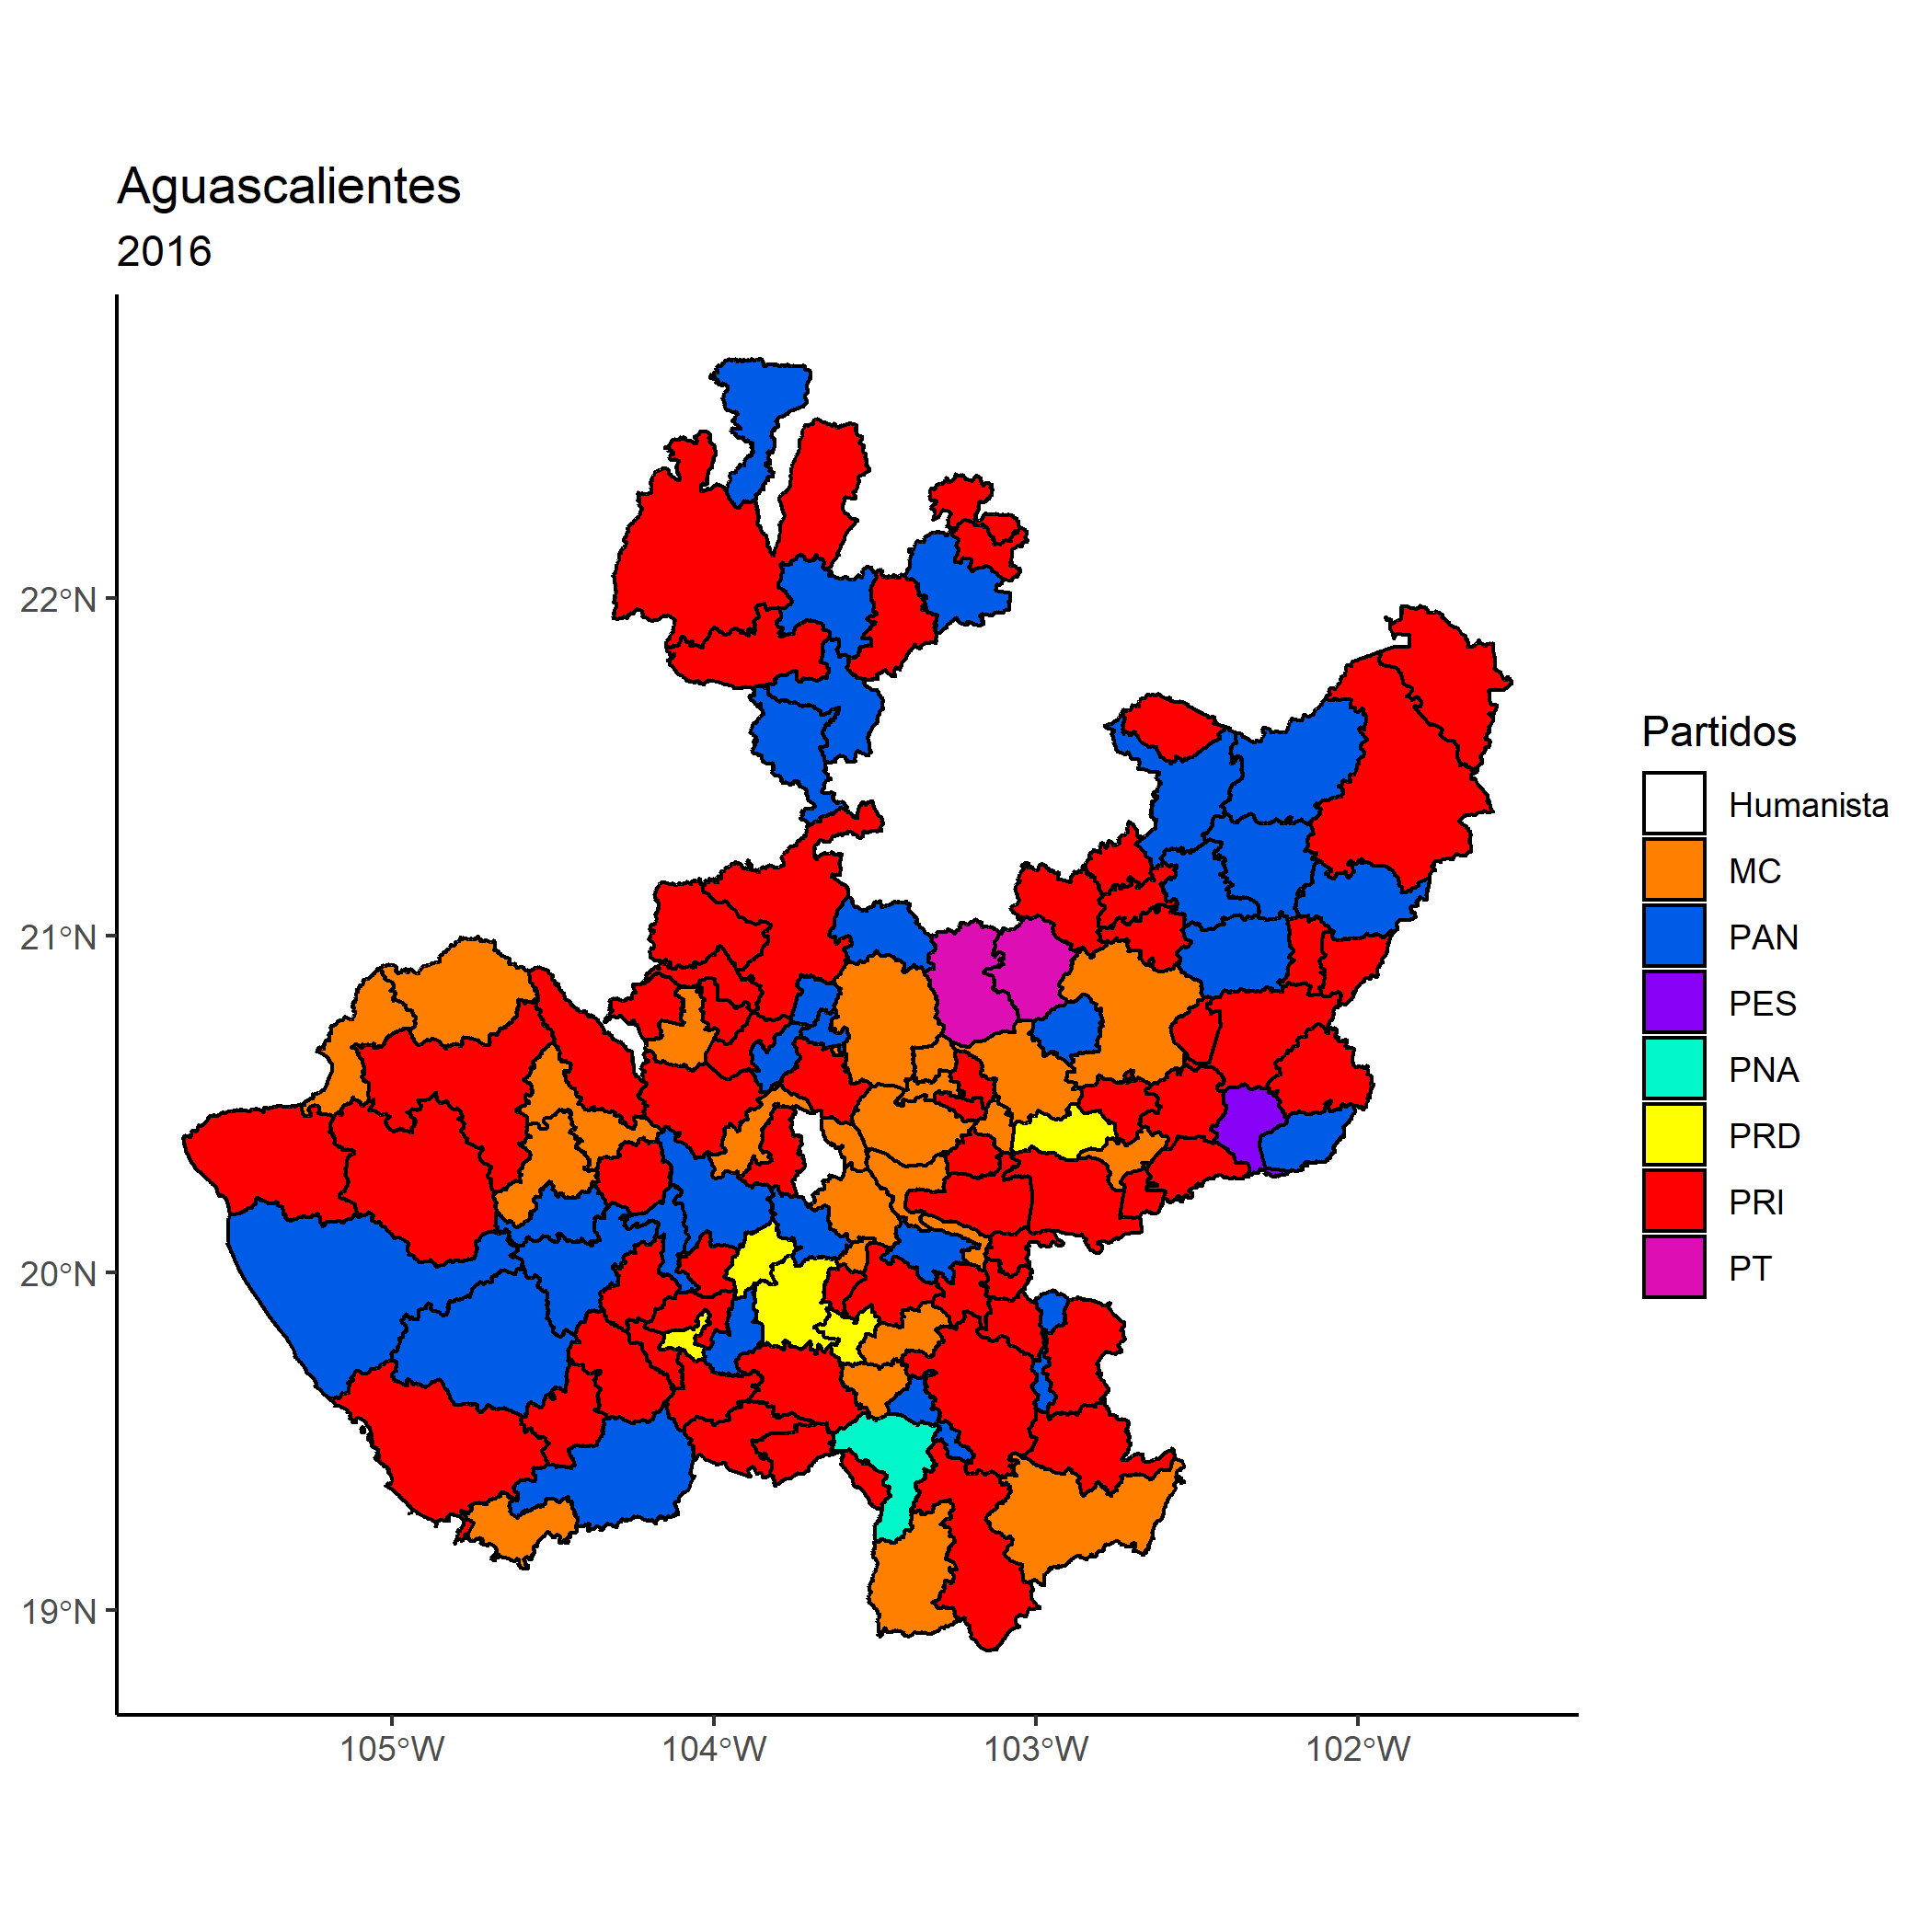 Aguascalientes
2016
22°N
21°N
20°N
19°N
105°W
104°W
103°W
102°W
Partidos
Humanista
MC
PAN
PES
PNA
PRD
PRI
PT